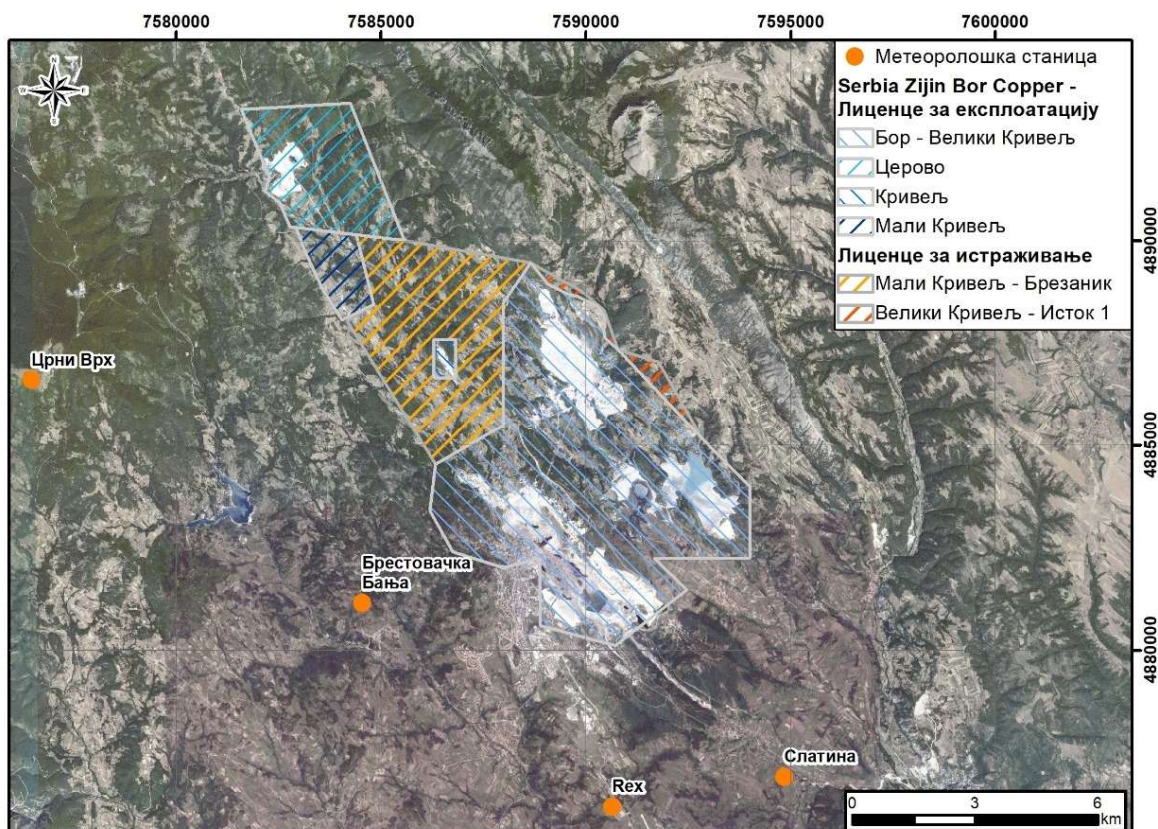 7580000
7585000
7590000
7595000
7600000
N
W
E
S
Метеоролошка станица
Serbia Zijin Bor Copper -
Лиценце за експлоатацију
Бор - Велики Кривељ
Церово
Кривељ
Мали Кривељ
Лиценце за истраживање
Мали Кривељ - Брезаник
Велики Кривељ - Исток 1
4890000
Црни Врх
4885000
Брестовачка
Бања
4880000
Слатина
Rex
0
3
6
km